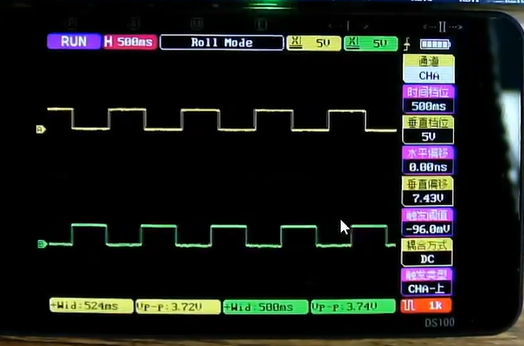 RUN H 500ms Roll Mode X1 5V X1 5V
通道
CHA
时间档位
500ms
垂直档位
5V
水平偏移
0.00ns
垂直偏移
7.43V
触发阈值
-96.0mV
耦合方式
DC
触发类型
CHA-上
+Wid:524ms Vp-p:3.72V +Wid:500ms Vp-p:3.74V 1k
DS100